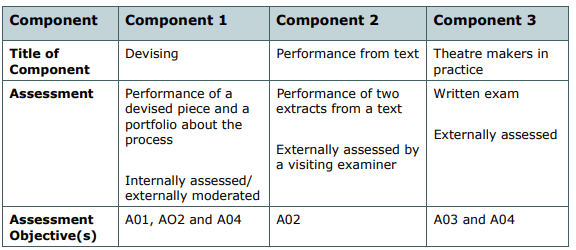 Component Component 1 Component 2 Component 3
Title of Component Devising Performance from text Theatre makers in practice
Assessment
Performance of a
devised piece and a
portfolio about the
process
Internally assessed/
externally moderated
Performance of two
extracts from a text
Externally assessed by
a visiting examiner
Written exam
Externally assessed
Assessment
Objective(s)
A01, AO2 and A04
A02
A03 and A04